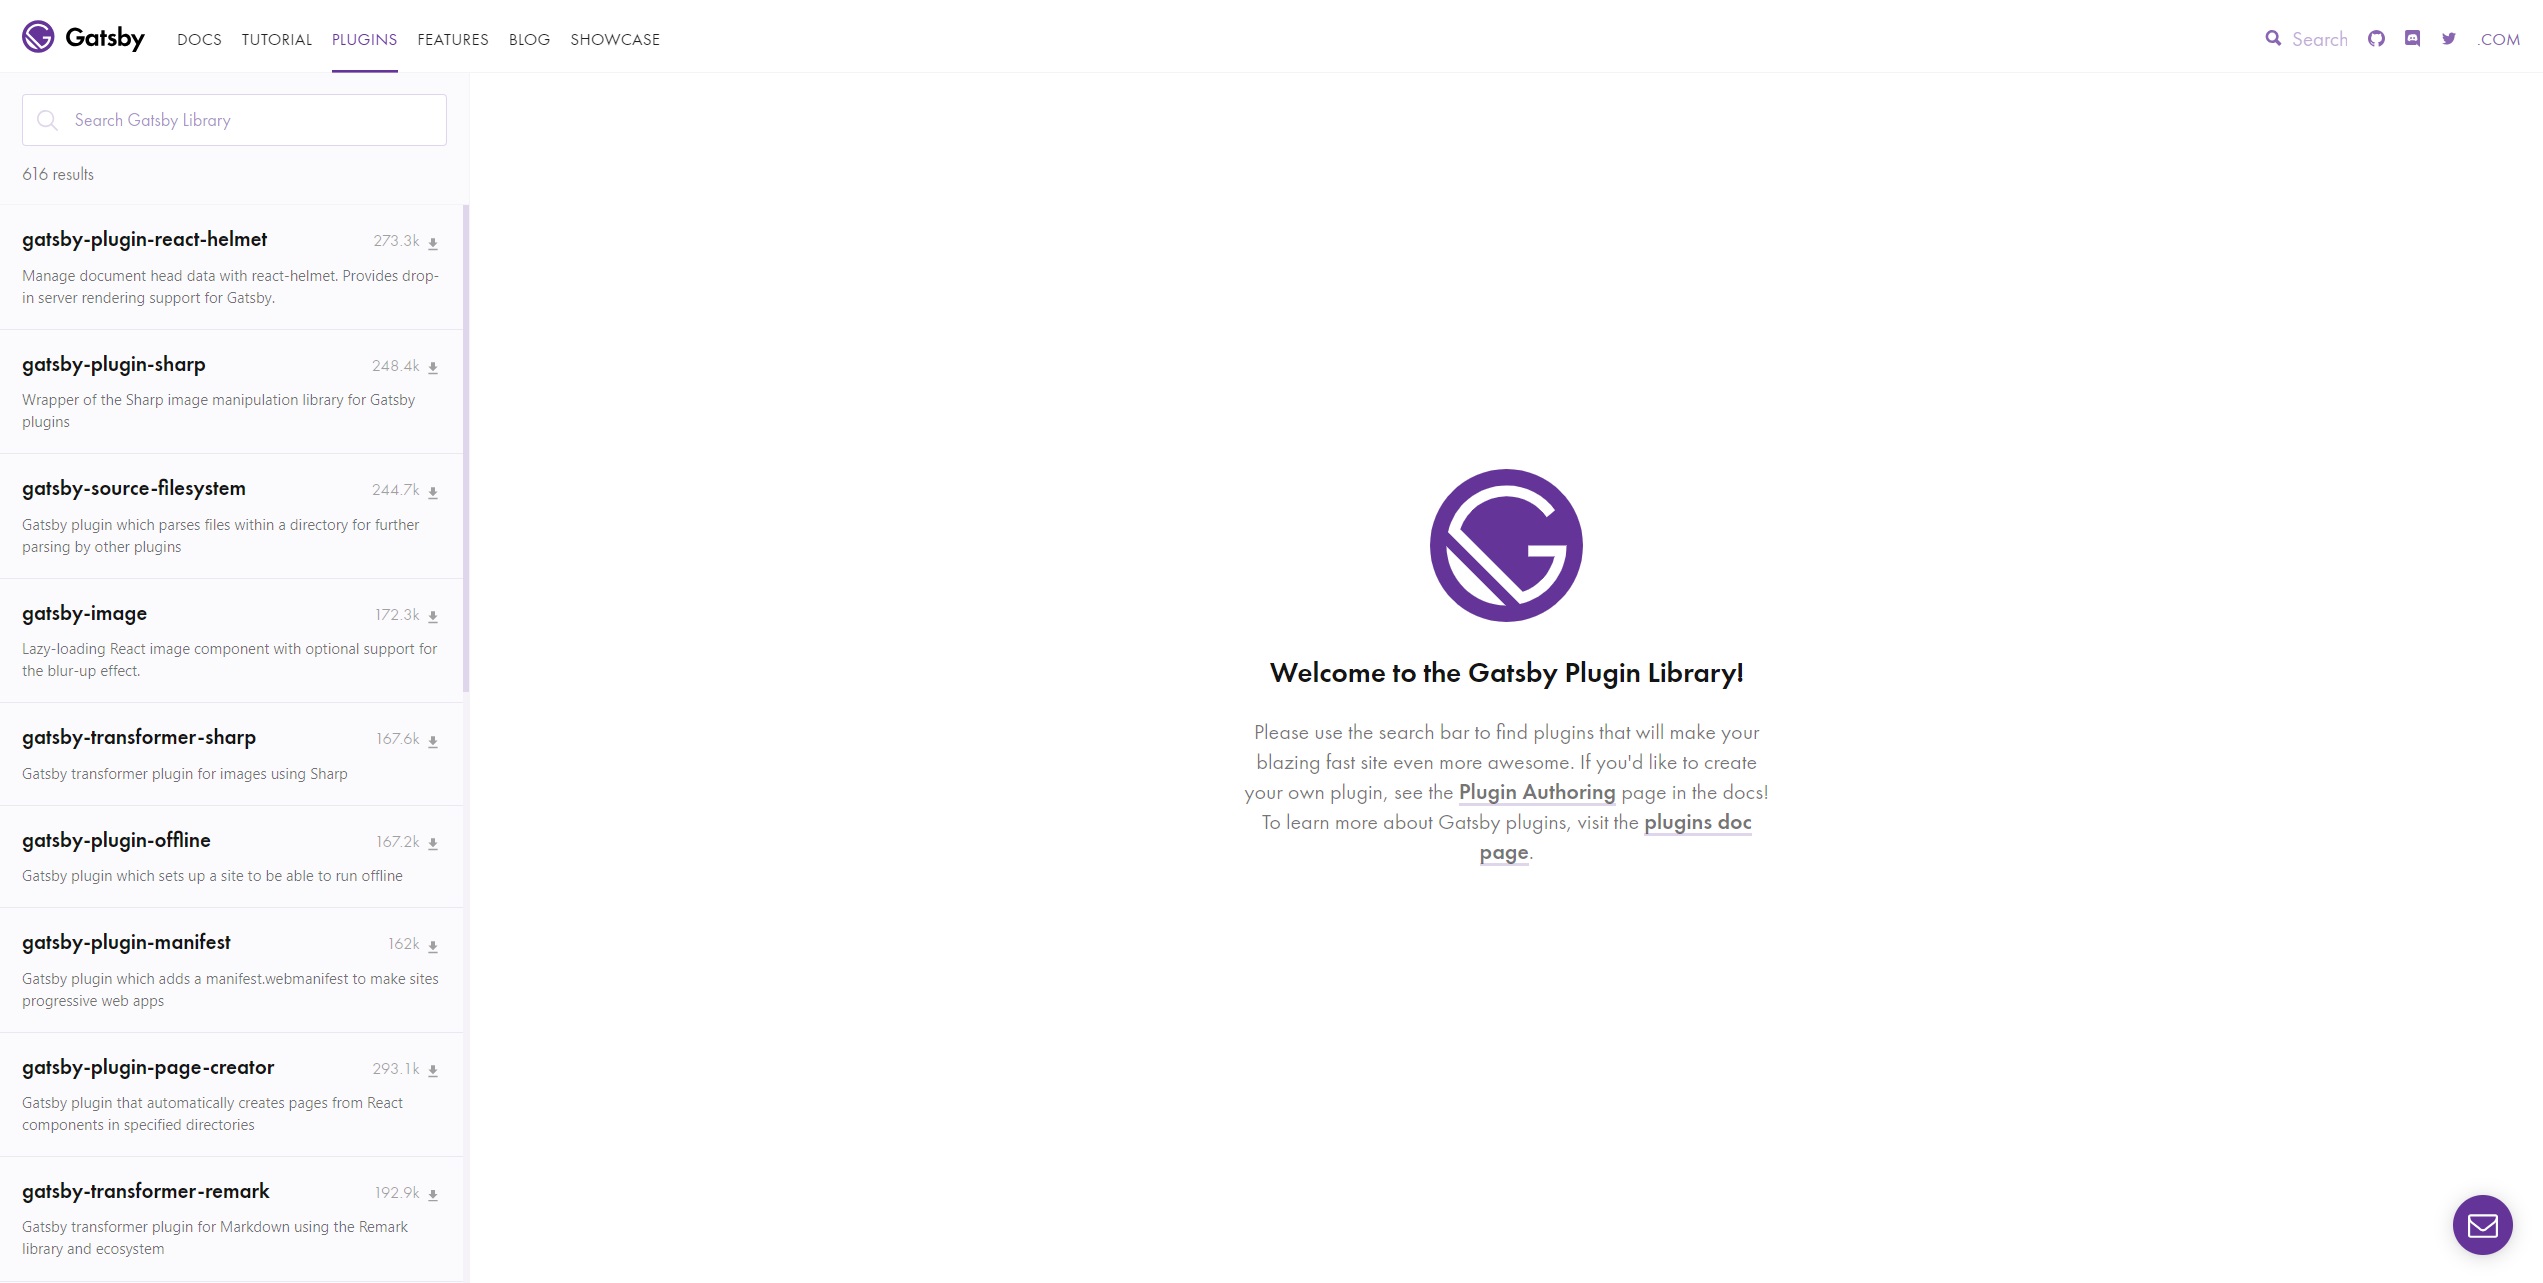 Gatsby DOCS TUTORIAL PLUGINS FEATURES BLOG SHOWCASE Search .COM
Search Gatsby Library
616 results
gatsby-plugin-react-helmet 273.3k
Manage document head data with react-helmet. Provides drop-
in server rendering support for Gatsby.
gatsby-plugin-sharp 248.4k
Wrapper of the Sharp image manipulation library for Gatsby
plugins
gatsby-source-filesystem 244.7k
Gatsby plugin which parses files within a directory for further
parsing by other plugins
gatsby-image 172.3k
Lazy-loading React image component with optional support for
the blur-up effect.
gatsby-transformer-sharp 167.6k
Gatsby transformer plugin for images using Sharp
gatsby-plugin-offline 167.2k
Gatsby plugin which sets up a site to be able to run offline
gatsby-plugin-manifest 162k
Gatsby plugin which adds a manifest.webmanifest to make sites
progressive web apps
gatsby-plugin-page-creator 293.1k
Gatsby plugin that automatically creates pages from React
components in specified directories
gatsby-transformer-remark 192.9k
Gatsby transformer plugin for Markdown using the Remark
library and ecosystem
Welcome to the Gatsby Plugin Library!
Please use the search bar to find plugins that will make your
blazing fast site even more awesome. If you'd like to create
your own plugin, see the Plugin Authoring page in the docs!
To learn more about Gatsby plugins, visit the plugins doc
page.